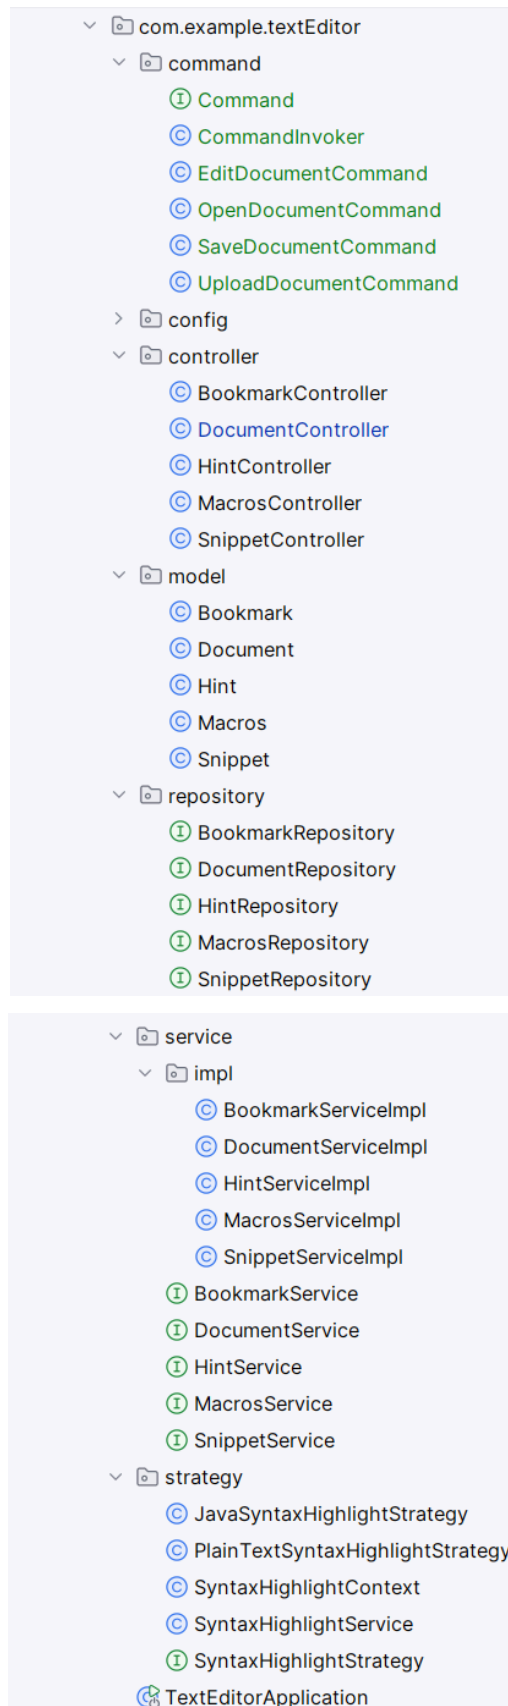 com.example.textEditor
command
Command
CommandInvoker
EditDocumentCommand
OpenDocumentCommand
SaveDocumentCommand
UploadDocumentCommand
config
controller
BookmarkController
DocumentController
HintController
MacrosController
SnippetController
model
Bookmark
Document
Hint
Macros
Snippet
repository
BookmarkRepository
DocumentRepository
HintRepository
MacrosRepository
SnippetRepository
service
impl
BookmarkServiceImpl
DocumentServiceImpl
HintServiceImpl
MacrosServiceImpl
SnippetServiceImpl
BookmarkService
DocumentService
HintService
MacrosService
SnippetService
strategy
JavaSyntaxHighlightStrategy
PlainTextSyntaxHighlightStrategy
SyntaxHighlightContext
SyntaxHighlightService
SyntaxHighlightStrategy
TextEditorApplication